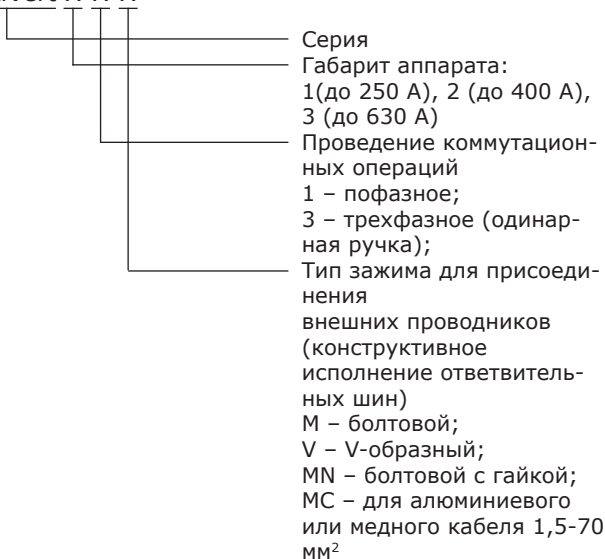 Серия
Габарит аппарата:
1(до 250 А), 2 (до 400 А),
3 (до 630 А)
Проведение коммутацион-
ных операций
1 – пофазное;
3 – трехфазное (одинар-
ная ручка);
Тип зажима для присоеди-
нения
внешних проводников
(конструктивное
исполнение ответвитель-
ных шин)
M – болтовой;
V – V-образный;
MN – болтовой с гайкой;
MC – для алюминиевого
или медного кабеля 1,5-70
мм²